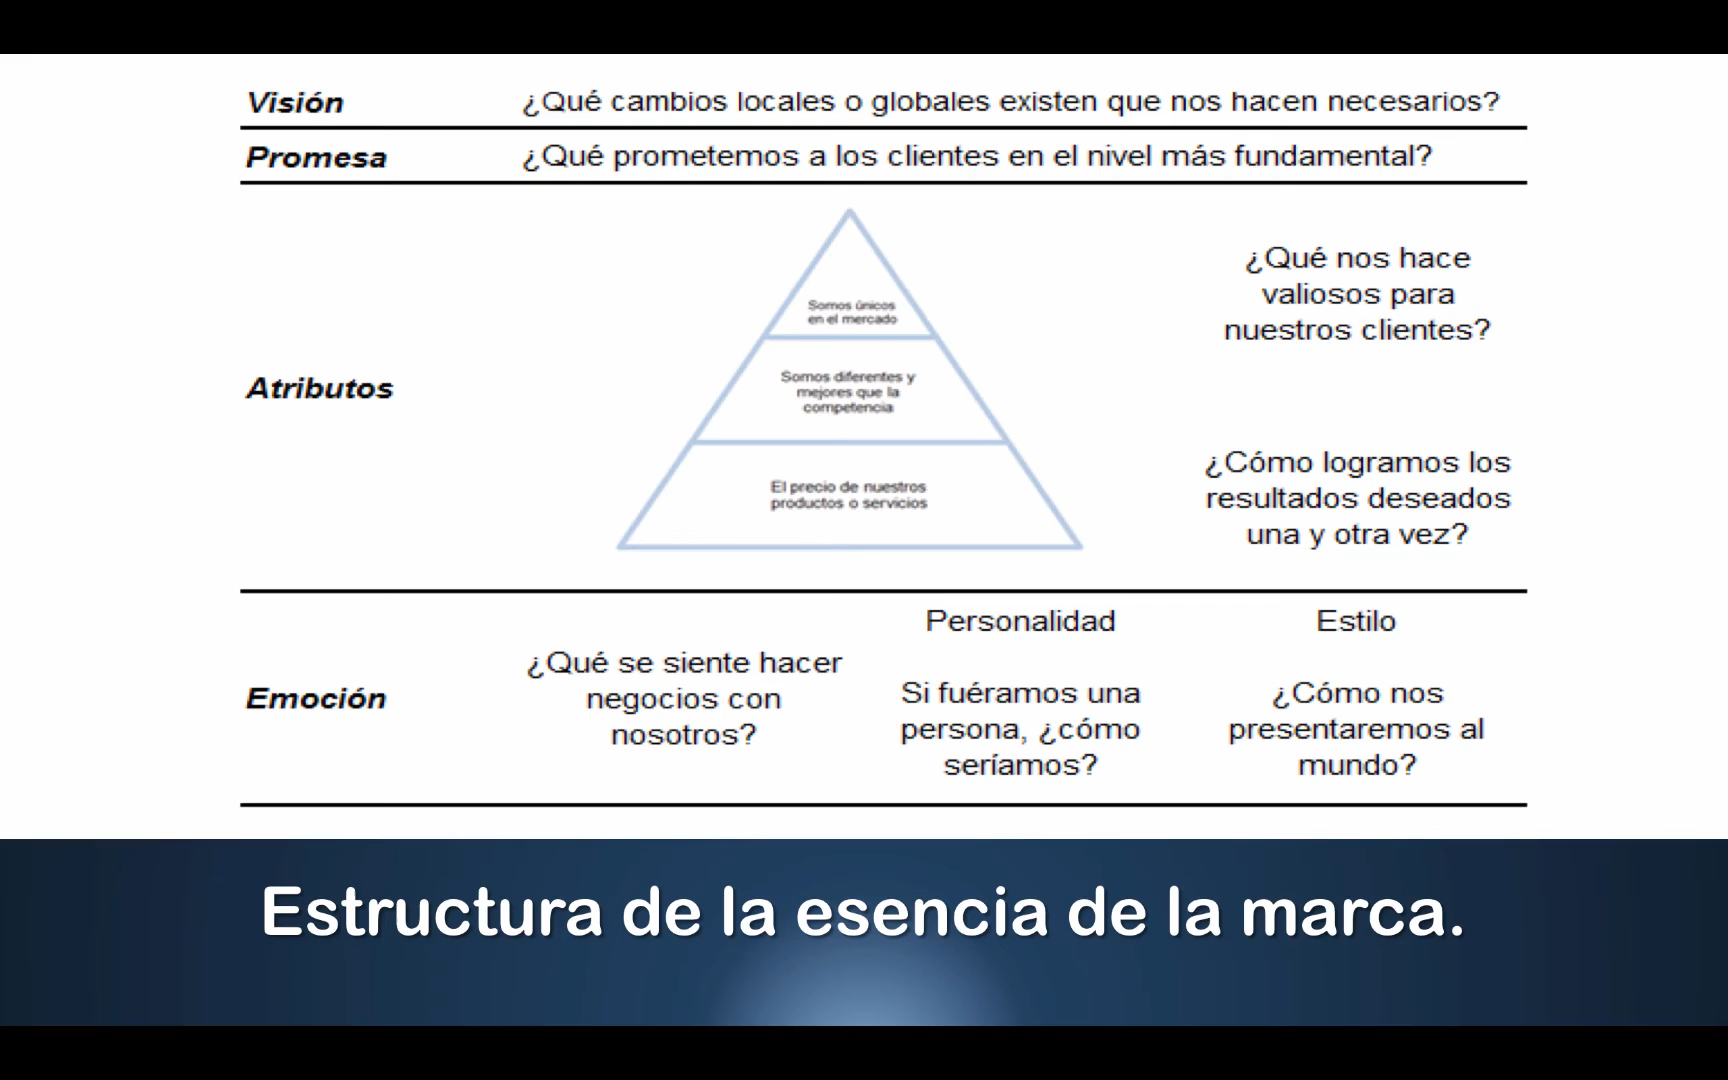 Visión ¿Qué cambios locales o globales existen que nos hacen necesarios?
Promesa ¿Qué prometemos a los clientes en el nivel más fundamental?
Atributos
Somos únicos
en el mercado
Somos diferentes y
mejores que la
competencia
El precio de nuestros
productos o servicios
¿Qué nos hace
valiosos para
nuestros clientes?
¿Cómo logramos los
resultados deseados
una y otra vez?
Emoción
¿Qué se siente hacer
negocios con
nosotros?
Personalidad
Si fuéramos una
persona, ¿cómo
seríamos?
Estilo
¿Cómo nos
presentaremos al
mundo?
Estructura de la esencia de la marca.